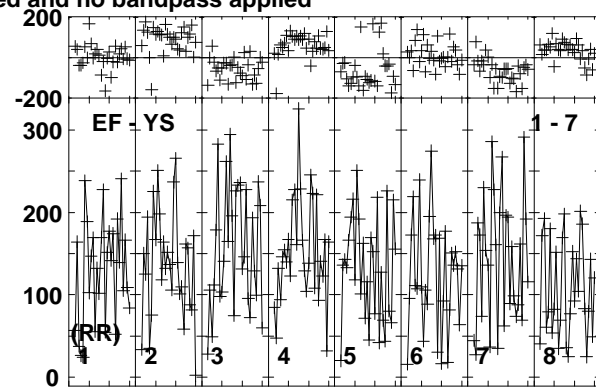 ed and no bandpass applied
200
-200
300 EF - YS 1 - 7
200
100
(RR)
0 1 2 3 4 5 6 7 8